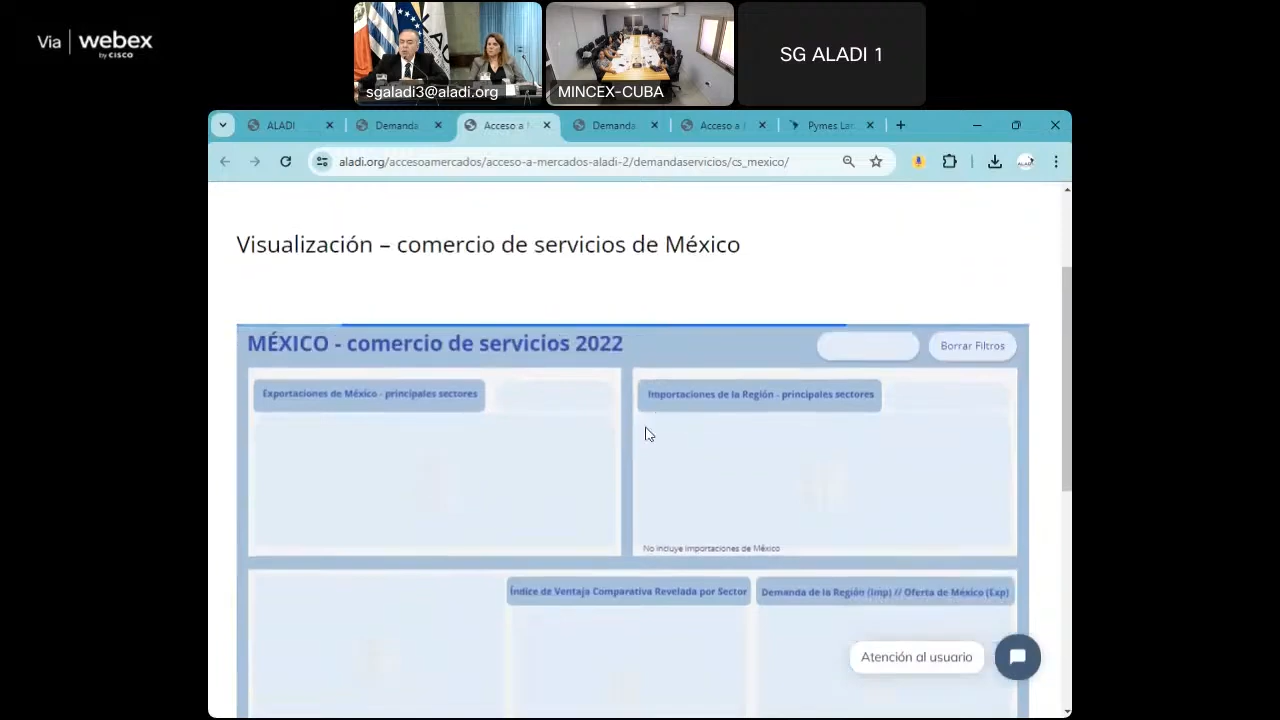 Via | webex
by CISCO
sgaladi3@aladi.org
MINCEX-CUBA
SG ALADI 1
ALADI
Demanda
Acceso a
Demanda
Acceso a
Pymes
aladi.org/accesoamercados/acceso-a-mercados-aladi-2/demandaservicios/cs_mexico/
Visualización – comercio de servicios de México
MÉXICO - comercio de servicios 2022
Borrar Filtros
Exportaciones de México - principales sectores
Importaciones de la Región - principales sectores
No incluye importaciones de México
Índice de Ventaja Comparativa Revelada por Sector
Demanda de la Región (Imp) // Oferta de México (Exp)
Atención al usuario